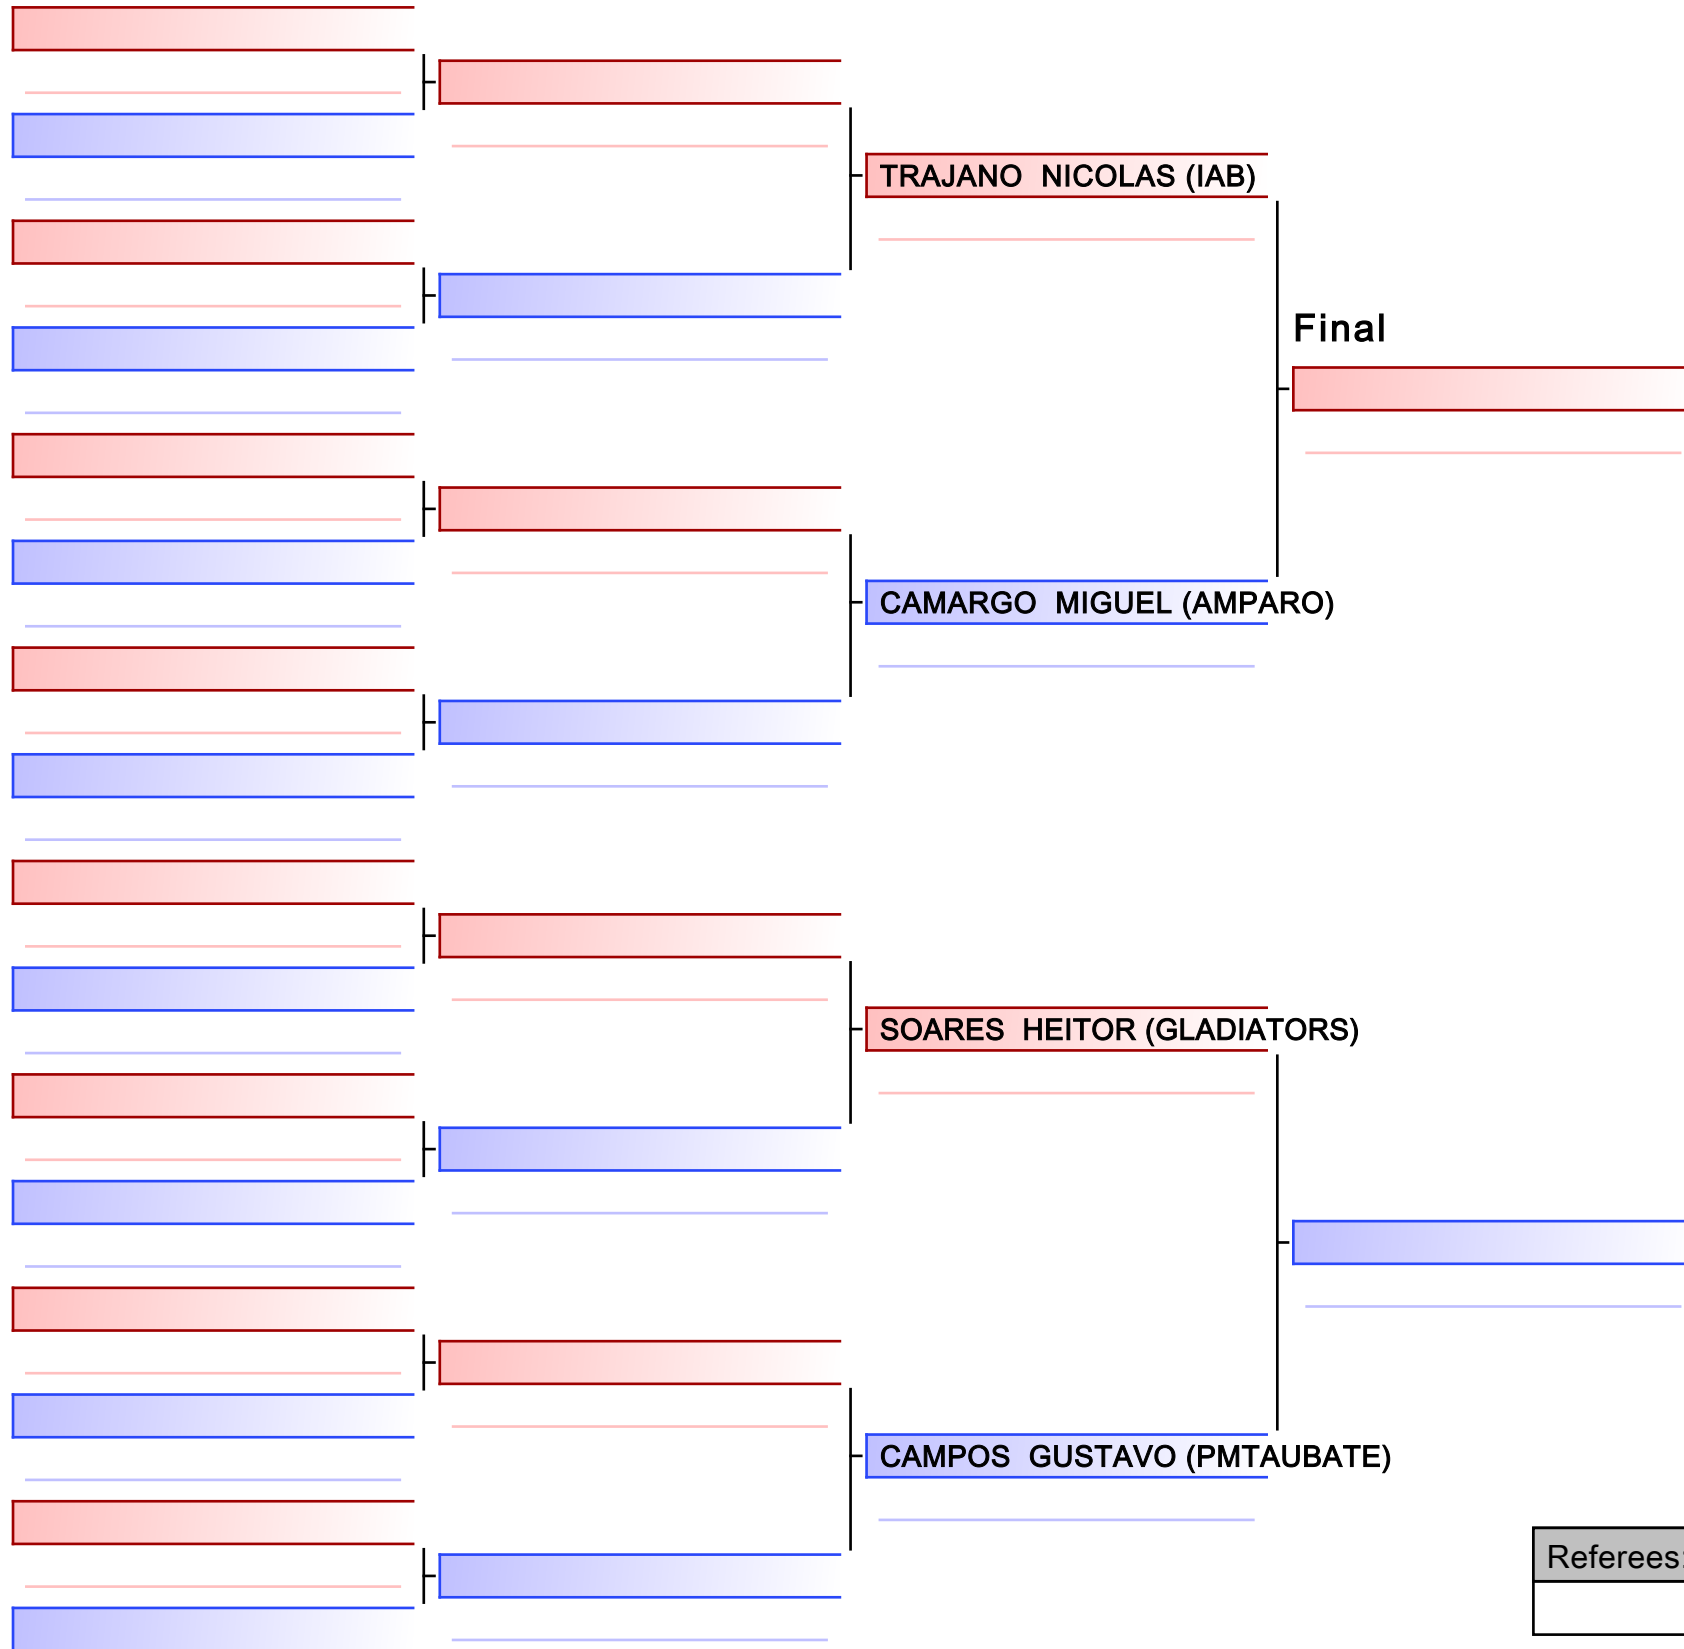 TRAJANO  NICOLAS (IAB)
Final
CAMARGO  MIGUEL (AMPARO)
SOARES  HEITOR (GLADIATORS)
CAMPOS  GUSTAVO (PMTAUBATE)
Referees: